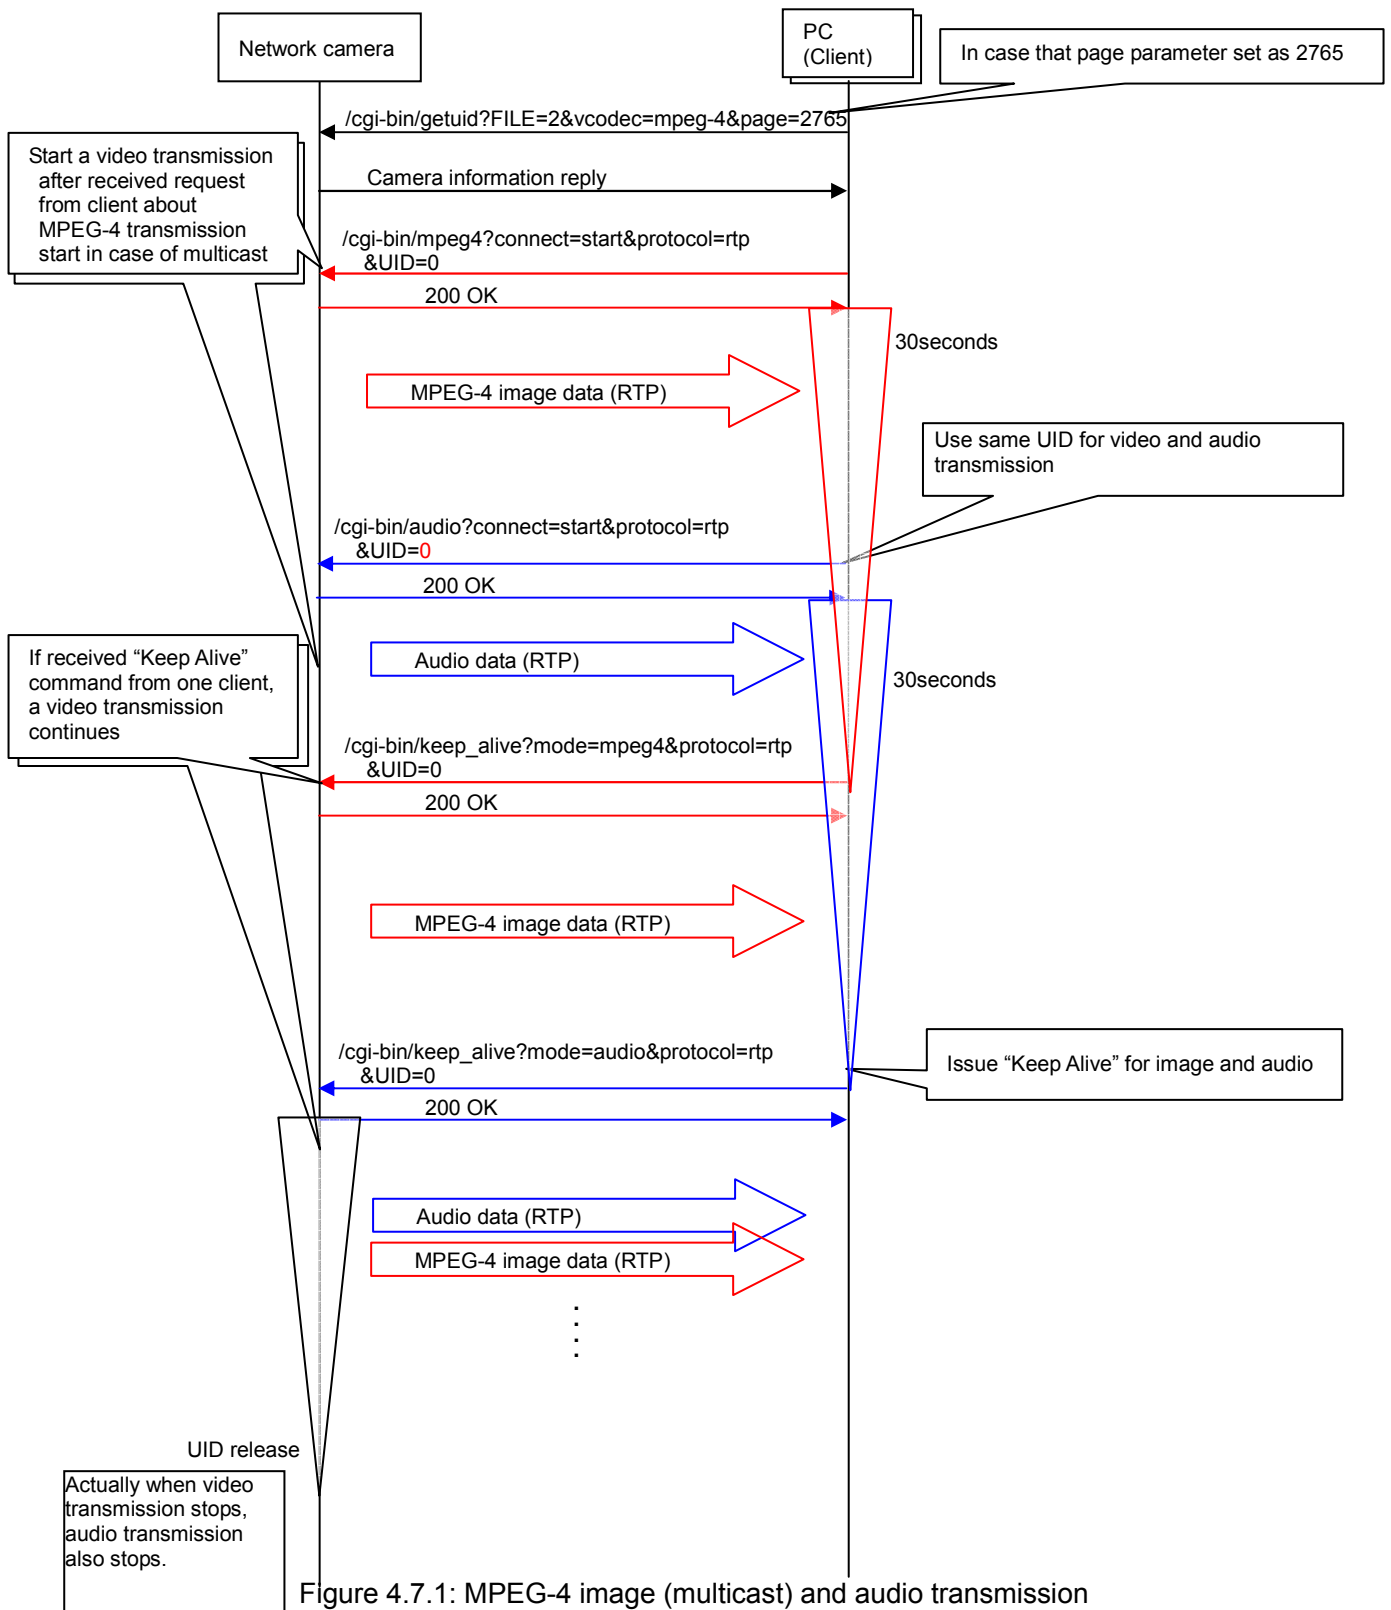 Network camera
PC
(Client)
In case that page parameter set as 2765
/cgi-bin/getuid?FILE=2&vcodec=mpeg-4&page=2765
Start a video transmission
after received request
from client about
MPEG-4 transmission
start in case of multicast
Camera information reply
/cgi-bin/mpeg4?connect=start&protocol=rtp
&UID=0
200 OK
30seconds
MPEG-4 image data (RTP)
Use same UID for video and audio
transmission
/cgi-bin/audio?connect=start&protocol=rtp
&UID=0
200 OK
If received “Keep Alive”
command from one client,
a video transmission
continues
Audio data (RTP)
30seconds
/cgi-bin/keep_alive?mode=mpeg4&protocol=rtp
&UID=0
200 OK
MPEG-4 image data (RTP)
/cgi-bin/keep_alive?mode=audio&protocol=rtp
&UID=0
Issue “Keep Alive” for image and audio
200 OK
Audio data (RTP)
MPEG-4 image data (RTP)
UID release
Actually when video
transmission stops,
audio transmission
also stops.
Figure 4.7.1: MPEG-4 image (multicast) and audio transmission